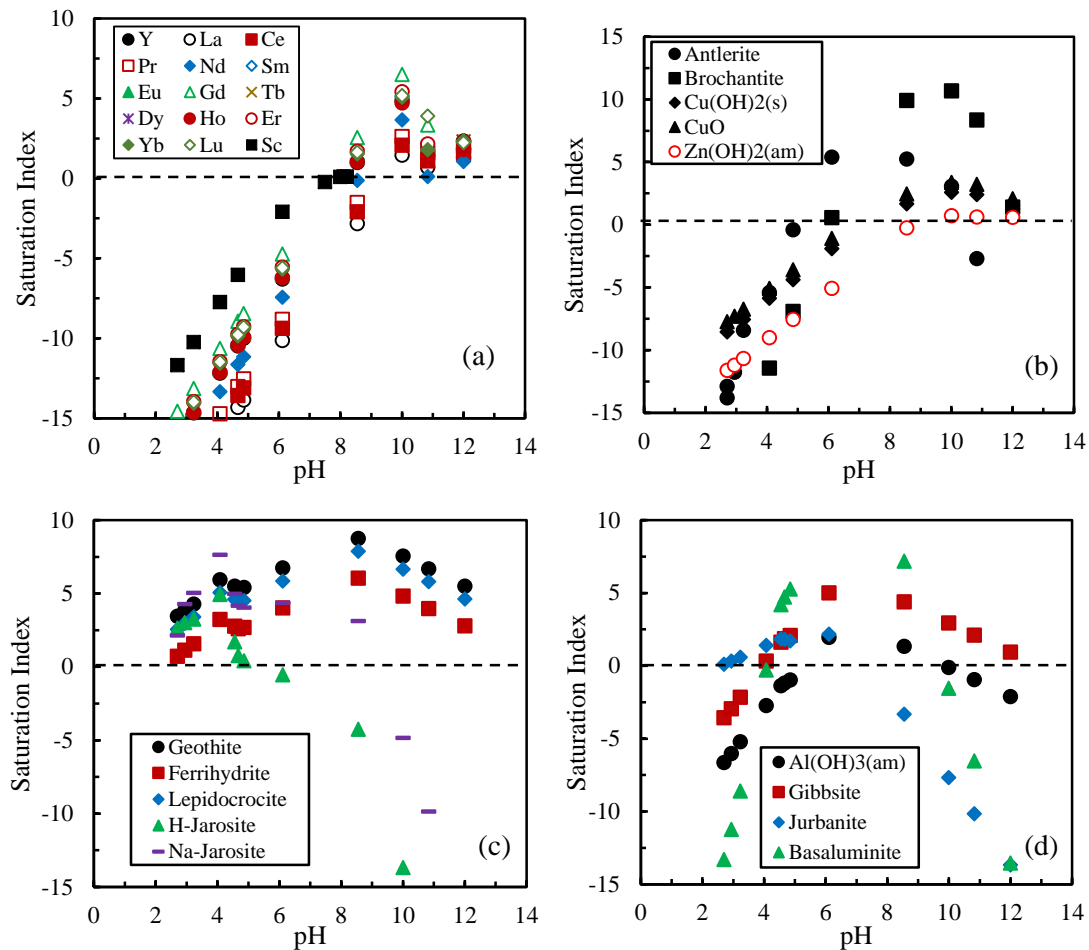 15
10
5
0
-5
-10
-15
0 2 4 6 8 10 12 14
Saturation Index
pH
Y La Ce
Pr Nd Sm
Eu Gd Tb
Dy Ho Er
Yb Lu Sc
(a)
15
10
5
0
-5
-10
-15
0 2 4 6 8 10 12 14
Saturation Index
pH
Antlerite
Brochantite
Cu(OH)2(s)
CuO
Zn(OH)2(am)
(b)
10
5
0
-5
-10
-15
0 2 4 6 8 10 12 14
Saturation Index
pH
Geothite
Ferrihydrite
Lepidocrocite
H-Jarosite
Na-Jarosite
(c)
10
5
0
-5
-10
-15
0 2 4 6 8 10 12 14
Saturation Index
pH
Al(OH)3(am)
Gibbsite
Jurbanite
Basaluminite
(d)